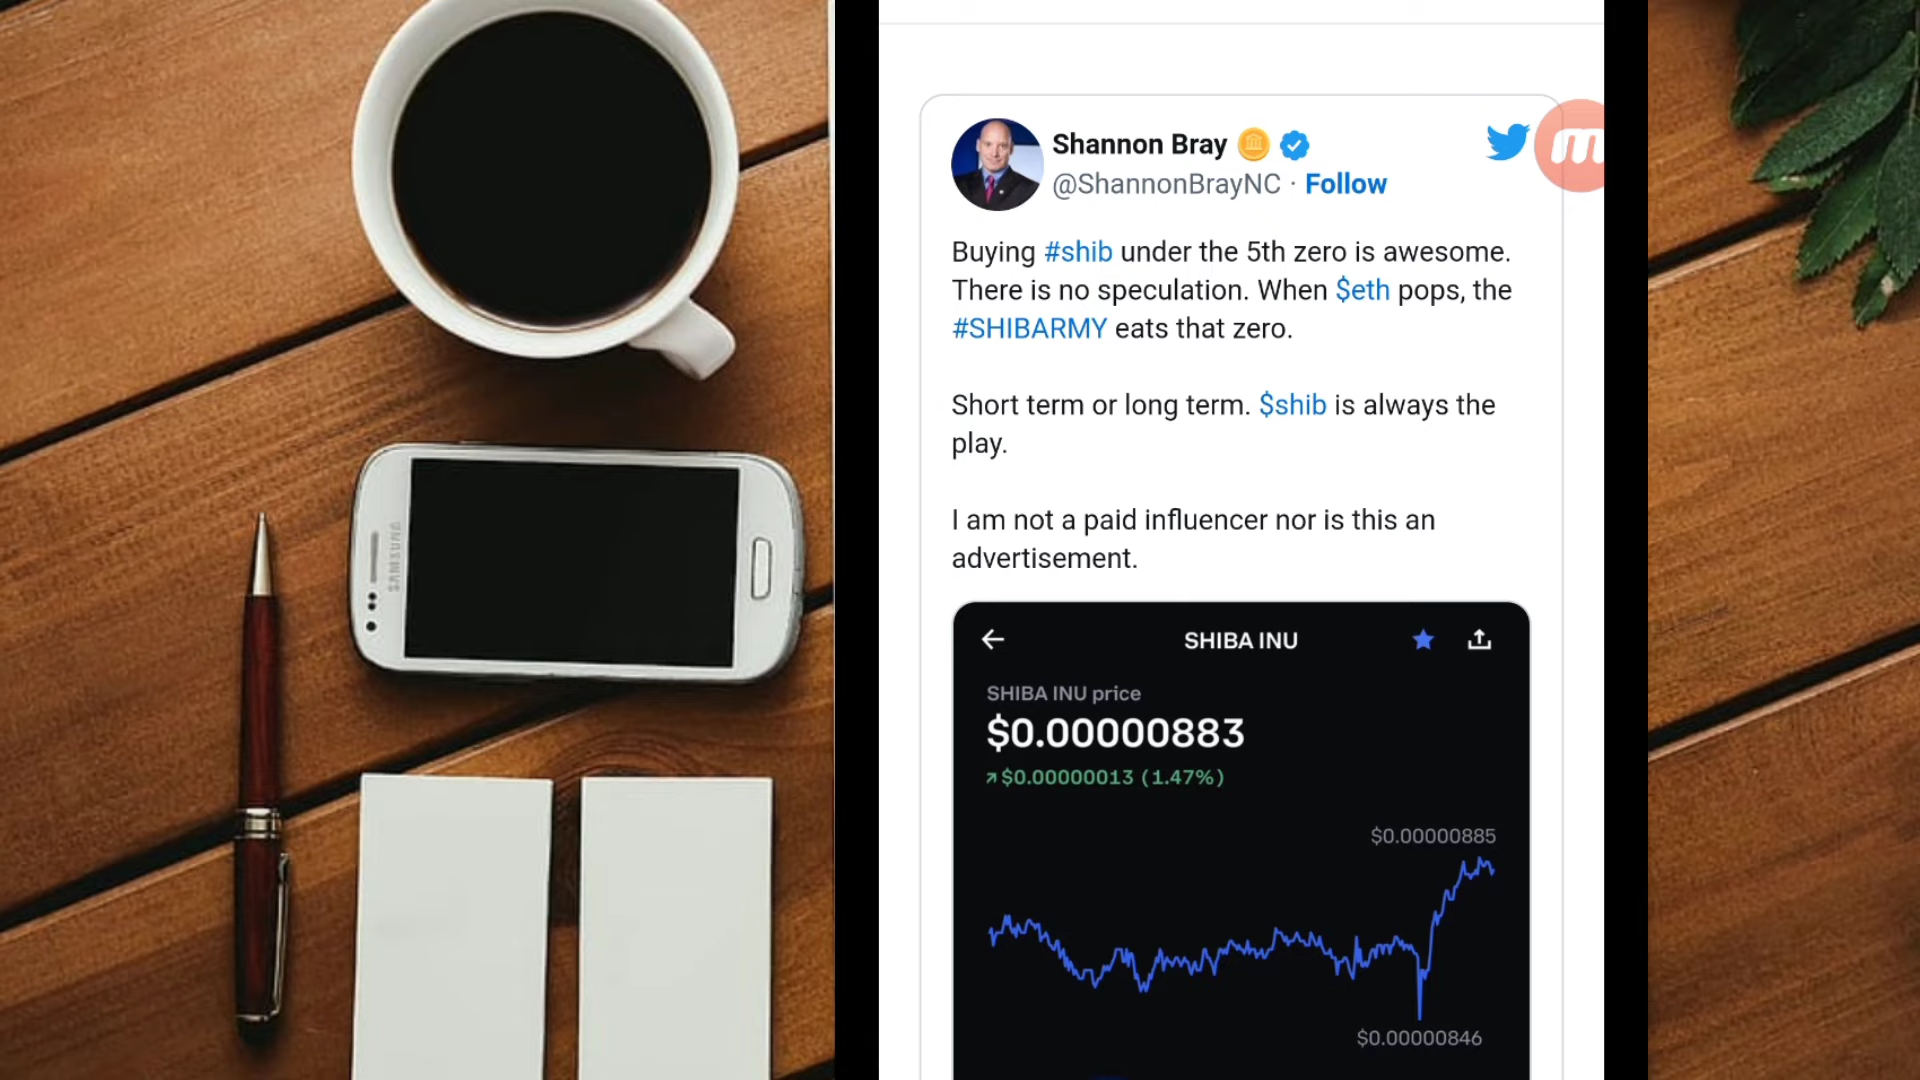 SAMSUNG
Shannon Bray
@ShannonBrayNC · Follow
m
Buying #shib under the 5th zero is awesome.
There is no speculation. When $eth pops, the
#SHIBARMY eats that zero.
Short term or long term. $shib is always the
play.
I am not a paid influencer nor is this an
advertisement.
SHIBA INU
SHIBA INU price
$0.00000883
$0.00000013 (1.47%)
$0.00000885
$0.00000846